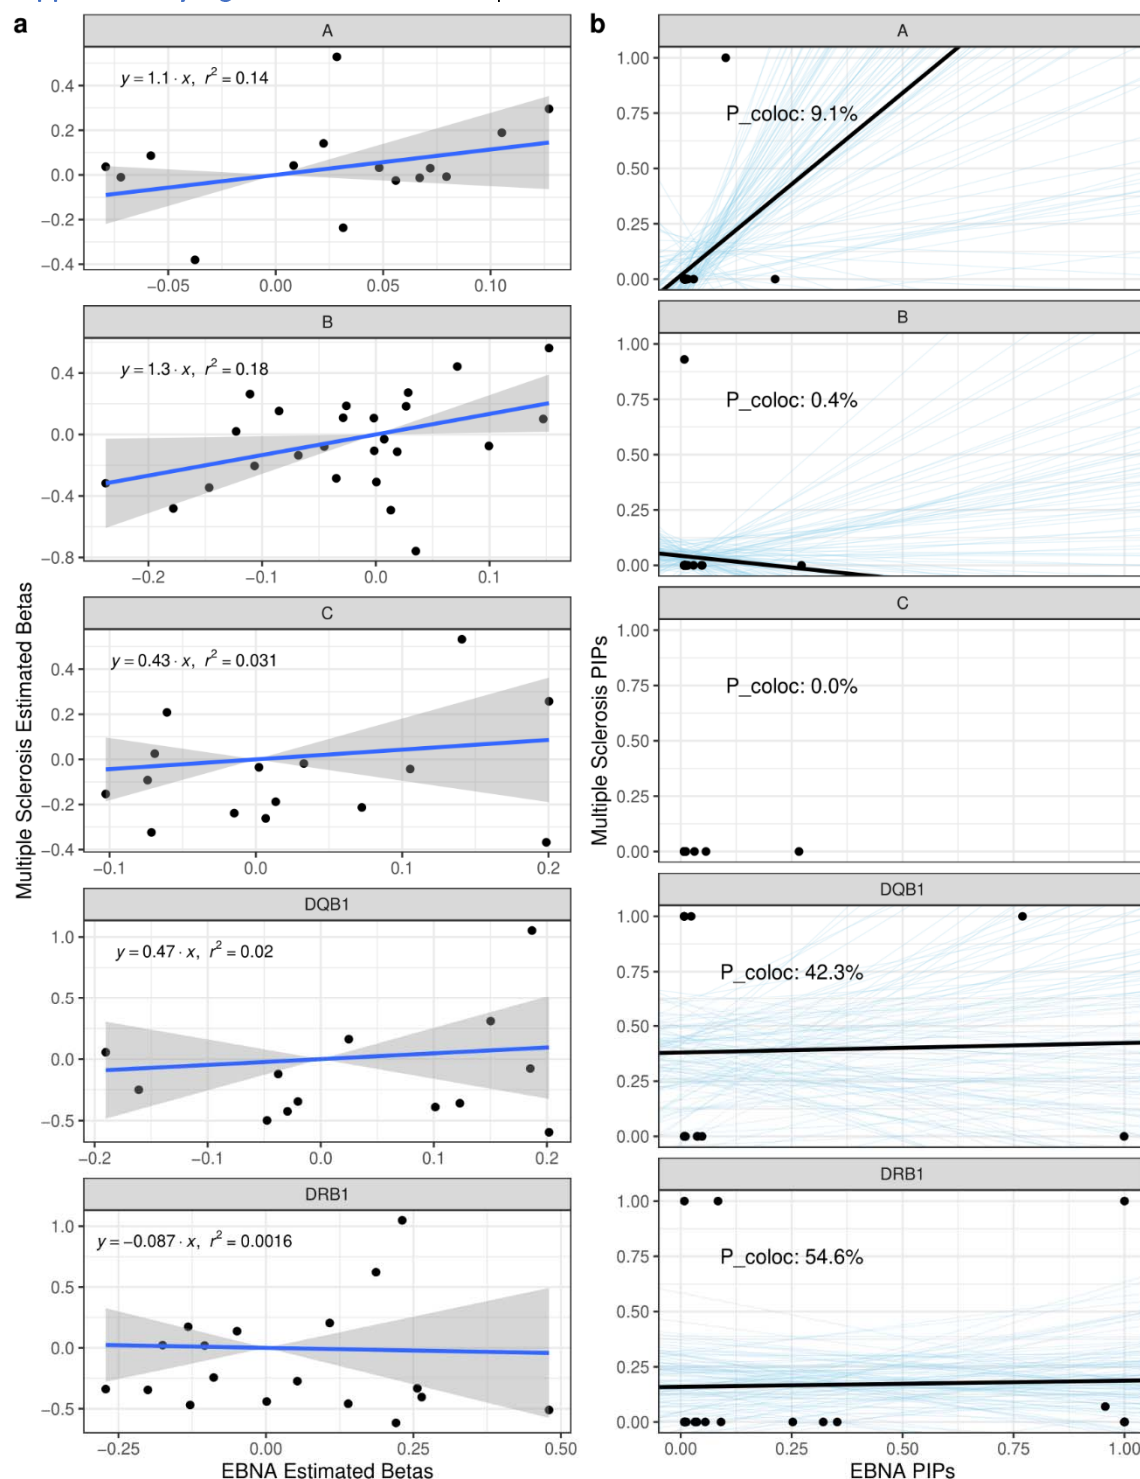 a
b
A
y = 1.1 · x, r² = 0.14
0.4
0.2
0.0
−0.2
−0.4
−0.05
0.00
0.05
0.10
B
y = 1.3 · x, r² = 0.18
0.4
0.0
−0.4
−0.8
−0.2
−0.1
0.0
0.1
C
y = 0.43 · x, r² = 0.031
0.4
0.2
0.0
−0.2
−0.4
−0.1
0.0
0.1
0.2
DQB1
y = 0.47 · x, r² = 0.02
1.0
0.5
0.0
−0.5
−0.2
−0.1
0.0
0.1
0.2
DRB1
y = −0.087 · x, r² = 0.0016
1.0
0.5
0.0
−0.5
−0.25
0.00
0.25
0.50
EBNA Estimated Betas
Multiple Sclerosis Estimated Betas
A
P_coloc: 9.1%
1.00
0.75
0.50
0.25
0.00
B
P_coloc: 0.4%
1.00
0.75
0.50
0.25
0.00
C
P_coloc: 0.0%
1.00
0.75
0.50
0.25
0.00
DQB1
P_coloc: 42.3%
1.00
0.75
0.50
0.25
0.00
DRB1
P_coloc: 54.6%
1.00
0.75
0.50
0.25
0.00
0.00
0.25
0.50
0.75
1.00
EBNA PIPs
Multiple Sclerosis PIPs